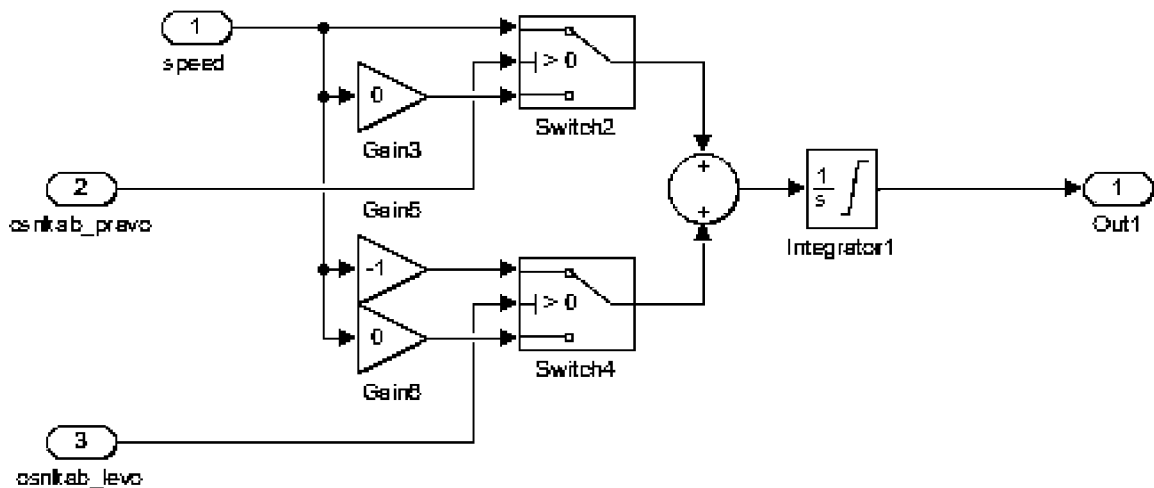 1
speed
> 0
0
Switch2
Gain3
+
2
osnkab_pravo
Gain5
1
s
1
+
Integrator1
Out1
-1
> 0
0
Switch4
Gain6
3
osnkab_levo